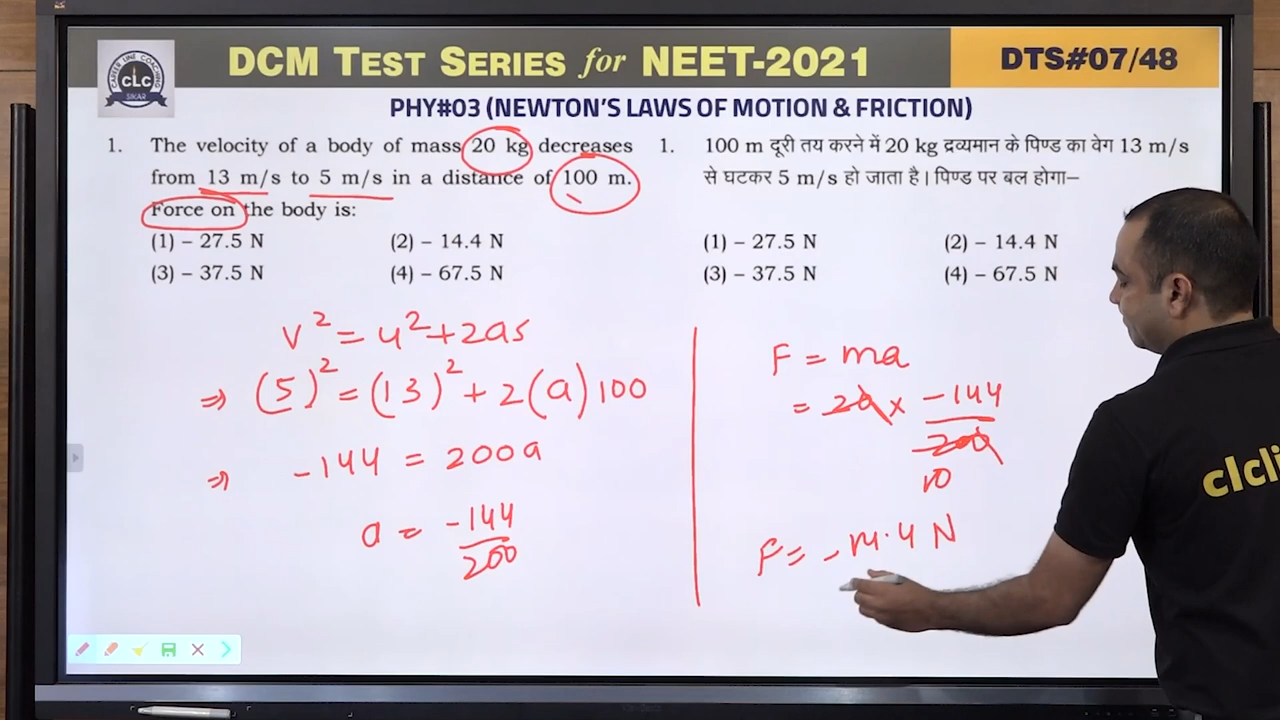 DCM TEST SERIES for NEET-2021
DTS#07/48
CAREER LINE COACHING
CLC
SIKAR
PHY#03 (NEWTON'S LAWS OF MOTION & FRICTION)
1. The velocity of a body of mass 20 kg decreases
from 13 m/s to 5 m/s in a distance of 100 m.
Force on the body is:
(1) – 27.5 N (2) – 14.4 N
(3) – 37.5 N (4) – 67.5 N
1. 100 m दूरी तय करने में 20 kg द्रव्यमान के पिण्ड का वेग 13 m/s
से घटकर 5 m/s हो जाता है। पिण्ड पर बल होगा–
(1) – 27.5 N (2) – 14.4 N
(3) – 37.5 N (4) – 67.5 N
v² = u² + 2as
⇒ (5)² = (13)² + 2(a)100
⇒ -144 = 200a
a = -144/200
F = ma
= 20 × -144/200
10
F = -14.4 N
clcli